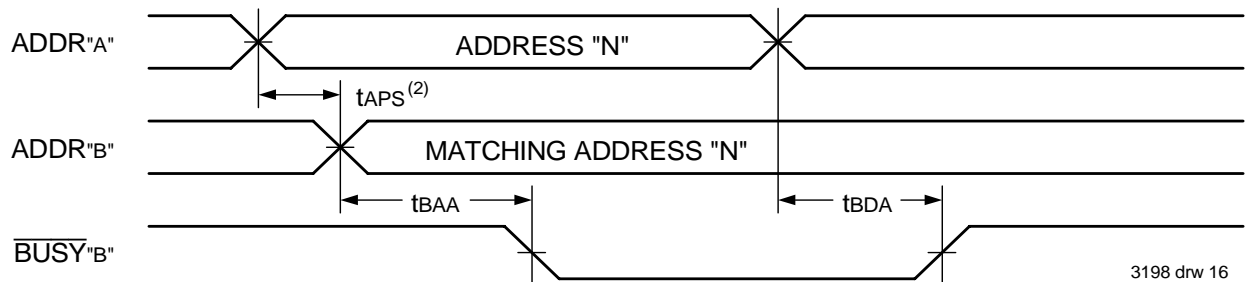 ADDR"A"
ADDRESS "N"
tAPS(2)
ADDR"B"
MATCHING ADDRESS "N"
tBAA
tBDA
BUSY"B"
3198 drw 16